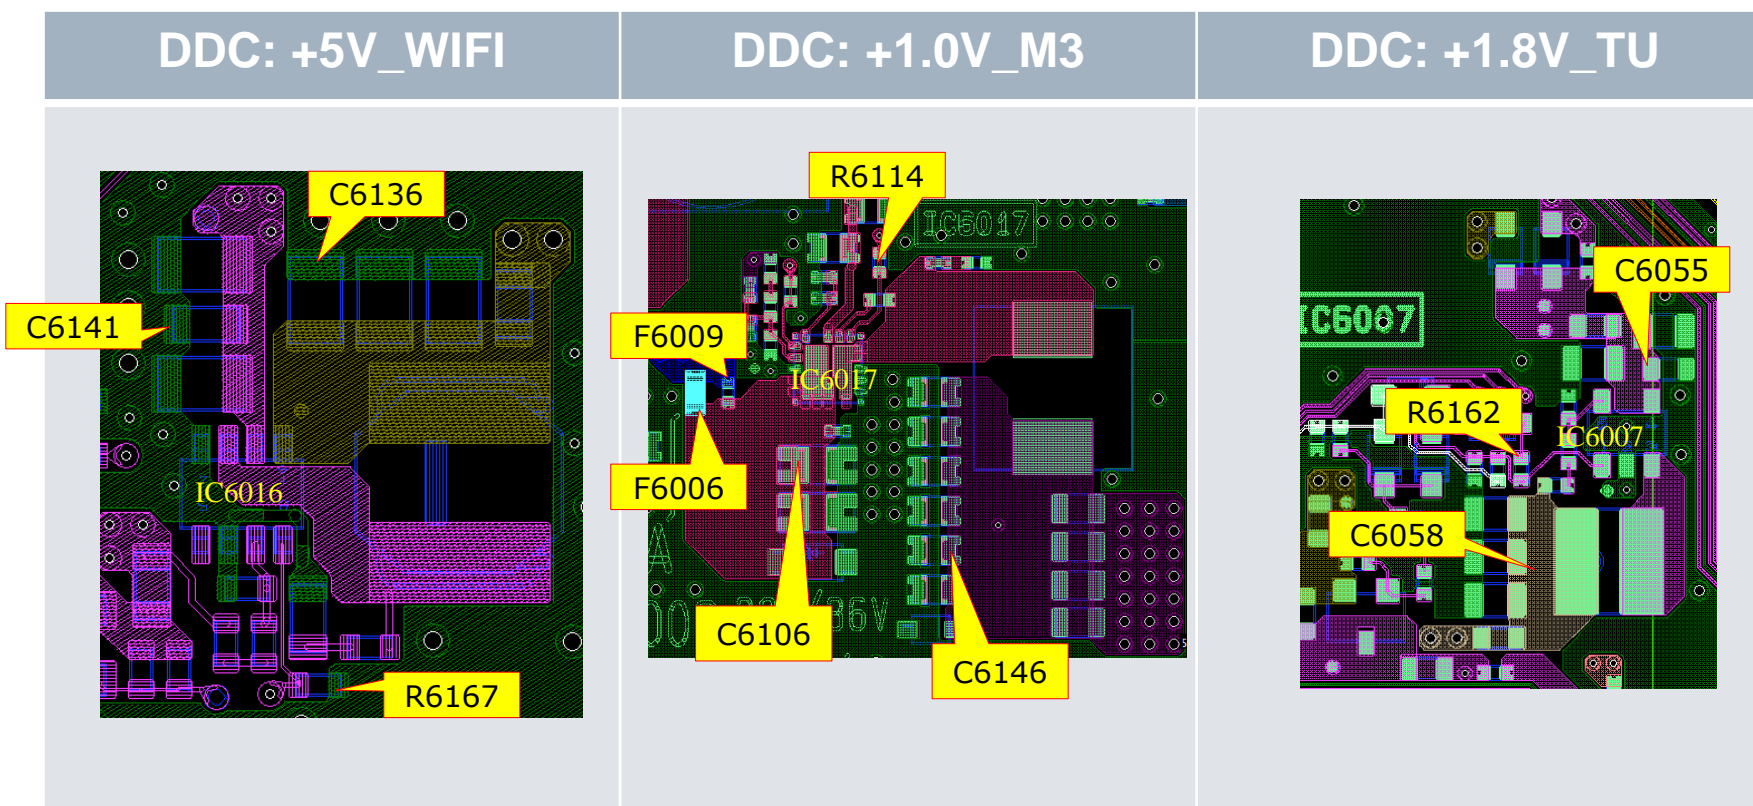 DDC: +5V_WIFI
DDC: +1.0V_M3
DDC: +1.8V_TU
C6136
C6141
IC6016
R6167
R6114
IC6017
F6009
IC6017
F6006
C6106
C6146
C6055
IC6007
R6162
IC6007
C6058